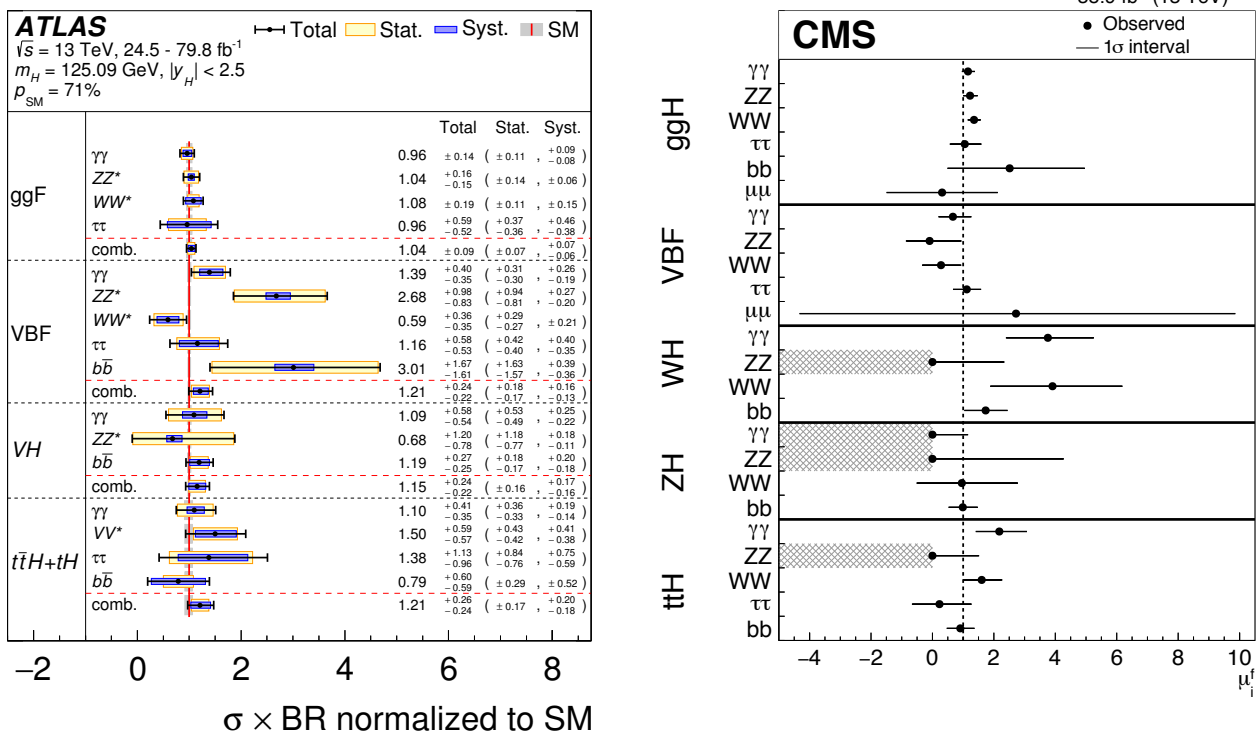 ATLAS
Total Stat. Syst. SM
√s = 13 TeV, 24.5 - 79.8 fb⁻¹
m_H = 125.09 GeV, |y_H| < 2.5
p_SM = 71%
Total Stat. Syst.
ggF
γγ 0.96 ± 0.14 ( ± 0.11 , + 0.09 − 0.08 )
ZZ* 1.04 + 0.16 − 0.15 ( ± 0.14 , ± 0.06 )
WW* 1.08 ± 0.19 ( ± 0.11 , ± 0.15 )
ττ 0.96 + 0.59 − 0.52 ( + 0.37 − 0.36 , + 0.46 − 0.38 )
comb. 1.04 ± 0.09 ( ± 0.07 , + 0.07 − 0.06 )
VBF
γγ 1.39 + 0.40 − 0.35 ( + 0.31 − 0.30 , + 0.26 − 0.19 )
ZZ* 2.68 + 0.98 − 0.83 ( + 0.94 − 0.81 , + 0.27 − 0.20 )
WW* 0.59 + 0.36 − 0.35 ( + 0.29 − 0.27 , ± 0.21 )
ττ 1.16 + 0.58 − 0.53 ( + 0.42 − 0.40 , + 0.40 − 0.35 )
bb̅ 3.01 + 1.67 − 1.61 ( + 1.63 − 1.57 , + 0.39 − 0.36 )
comb. 1.21 + 0.24 − 0.22 ( + 0.18 − 0.17 , + 0.16 − 0.13 )
VH
γγ 1.09 + 0.58 − 0.54 ( + 0.53 − 0.49 , + 0.25 − 0.22 )
ZZ* 0.68 + 1.20 − 0.78 ( + 1.18 − 0.77 , + 0.18 − 0.11 )
bb̅ 1.19 + 0.27 − 0.25 ( + 0.18 − 0.17 , + 0.20 − 0.18 )
comb. 1.15 + 0.24 − 0.22 ( ± 0.16 , + 0.17 − 0.16 )
tt̅H+tH
γγ 1.10 + 0.41 − 0.35 ( + 0.36 − 0.33 , + 0.19 − 0.14 )
VV* 1.50 + 0.59 − 0.57 ( + 0.43 − 0.42 , + 0.41 − 0.38 )
ττ 1.38 + 1.13 − 0.96 ( + 0.84 − 0.76 , + 0.75 − 0.59 )
bb̅ 0.79 + 0.60 − 0.59 ( ± 0.29 , ± 0.52 )
comb. 1.21 + 0.26 − 0.24 ( ± 0.17 , + 0.20 − 0.18 )
−2 0 2 4 6 8
σ × BR normalized to SM
CMS
Observed
1σ interval
ggH
γγ
ZZ
WW
ττ
bb
μμ
VBF
γγ
ZZ
WW
ττ
μμ
WH
γγ
ZZ
WW
bb
ZH
γγ
ZZ
WW
bb
ttH
γγ
ZZ
WW
ττ
bb
−4 −2 0 2 4 6 8 10
μ_i^f